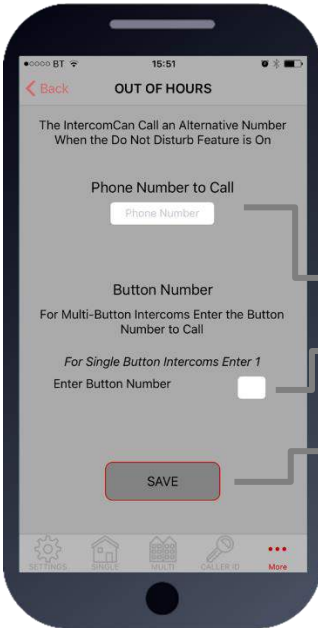 BT 15:51
Back OUT OF HOURS
The IntercomCan Call an Alternative Number
When the Do Not Disturb Feature is On
Phone Number to Call
Phone Number
Button Number
For Multi-Button Intercoms Enter the Button
Number to Call
For Single Button Intercoms Enter 1
Enter Button Number
SAVE
SETTINGS SINGLE MULTI CALLER ID More